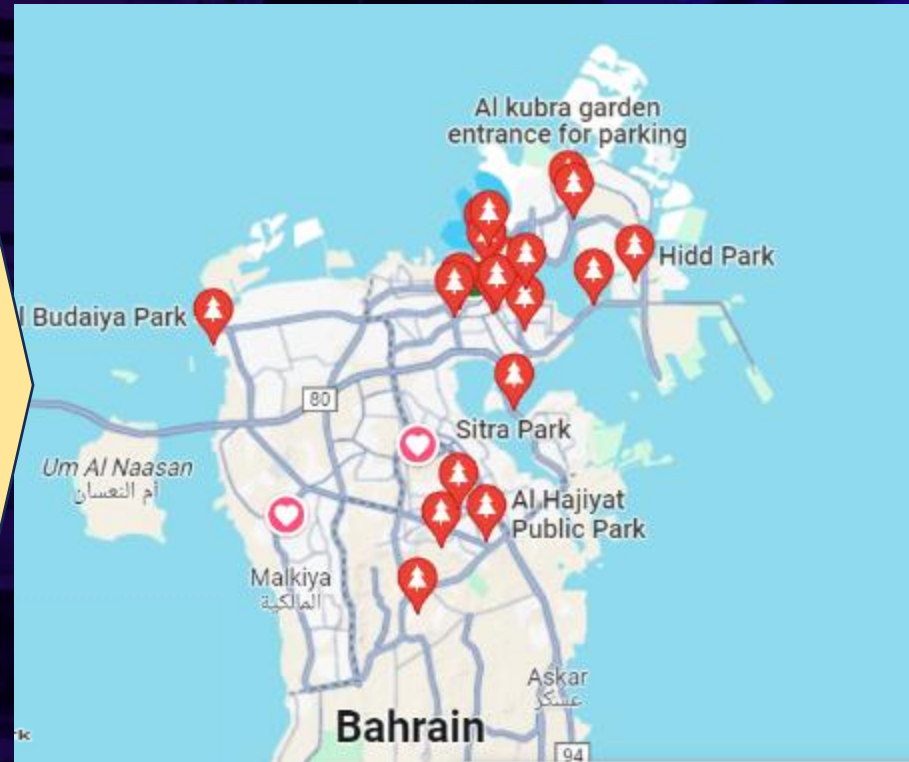 Al kubra garden
entrance for parking
Hidd Park
l Budaiya Park
80
Sitra Park
Um Al Naasan
أم النعسان
Al Hajiyat
Public Park
Malkiya
المالكية
Askar
عسكر
Bahrain
94